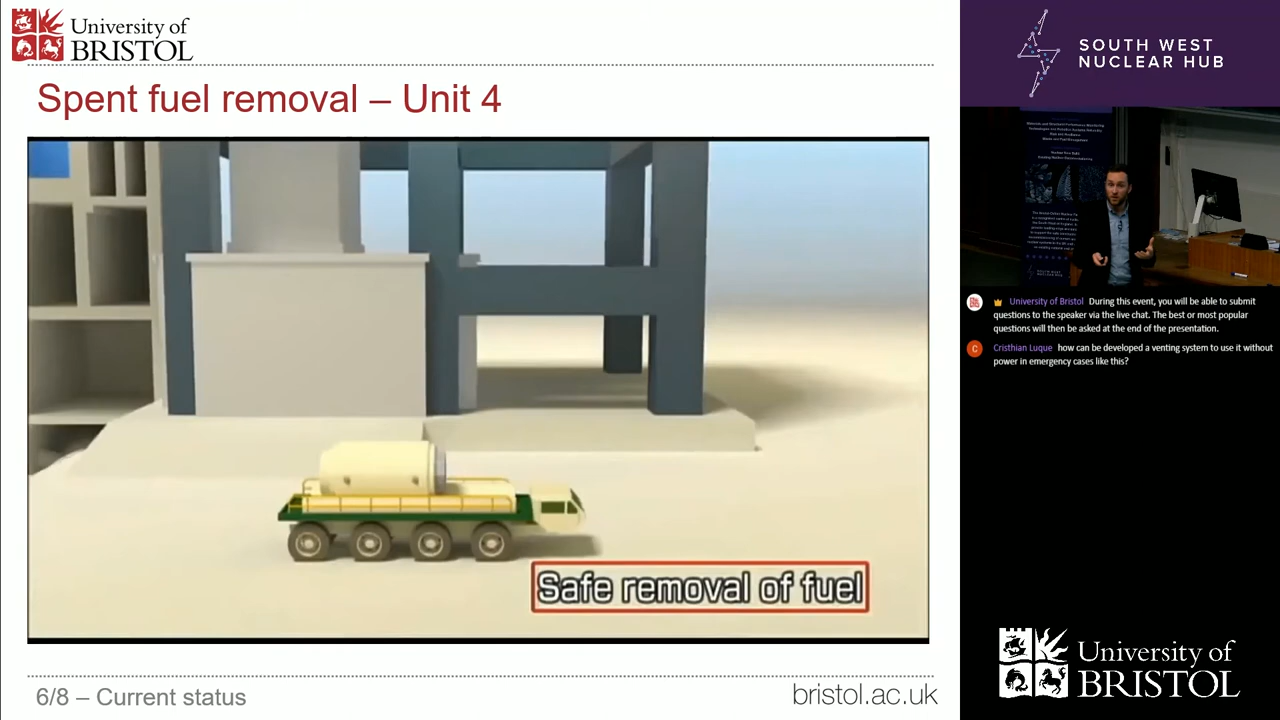 University of
BRISTOL
Spent fuel removal – Unit 4
Safe removal of fuel
6/8 – Current status
bristol.ac.uk
SOUTH WEST
NUCLEAR HUB
SOUTH WEST
NUCLEAR HUB
University of Bristol During this event, you will be able to submit
questions to the speaker via the live chat. The best or most popular
questions will then be asked at the end of the presentation.
C
Cristhian Luque how can be developed a venting system to use it without
power in emergency cases like this?
University of
BRISTOL